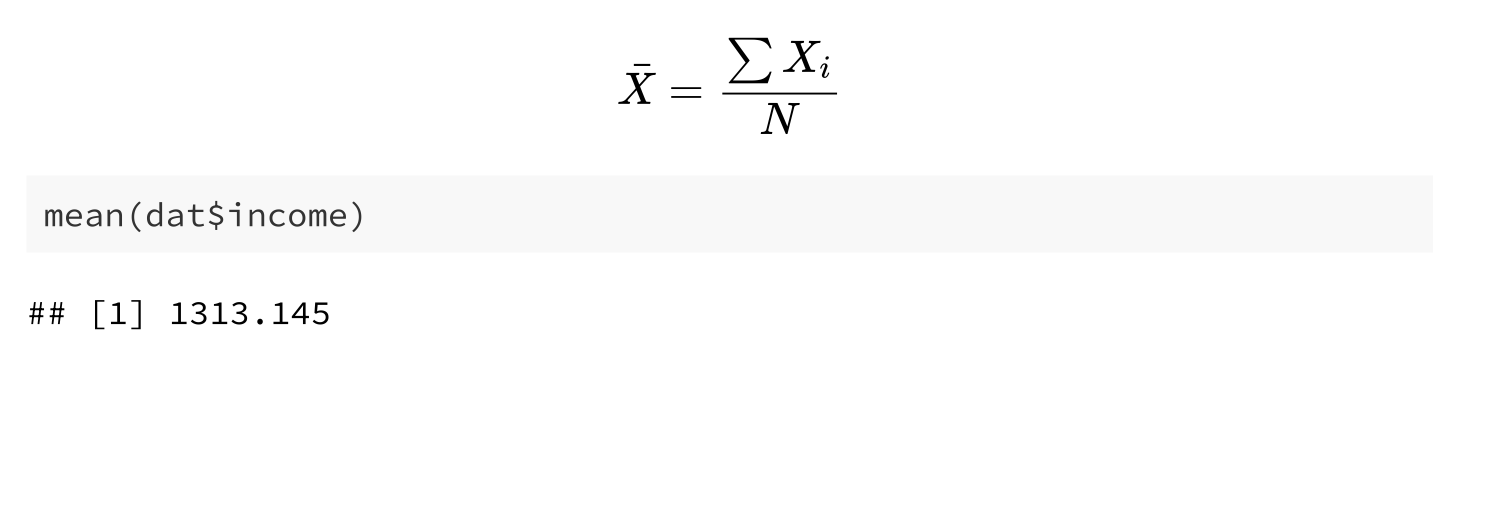 X̄ = ∑ Xᵢ / N
mean(dat$income)
## [1] 1313.145